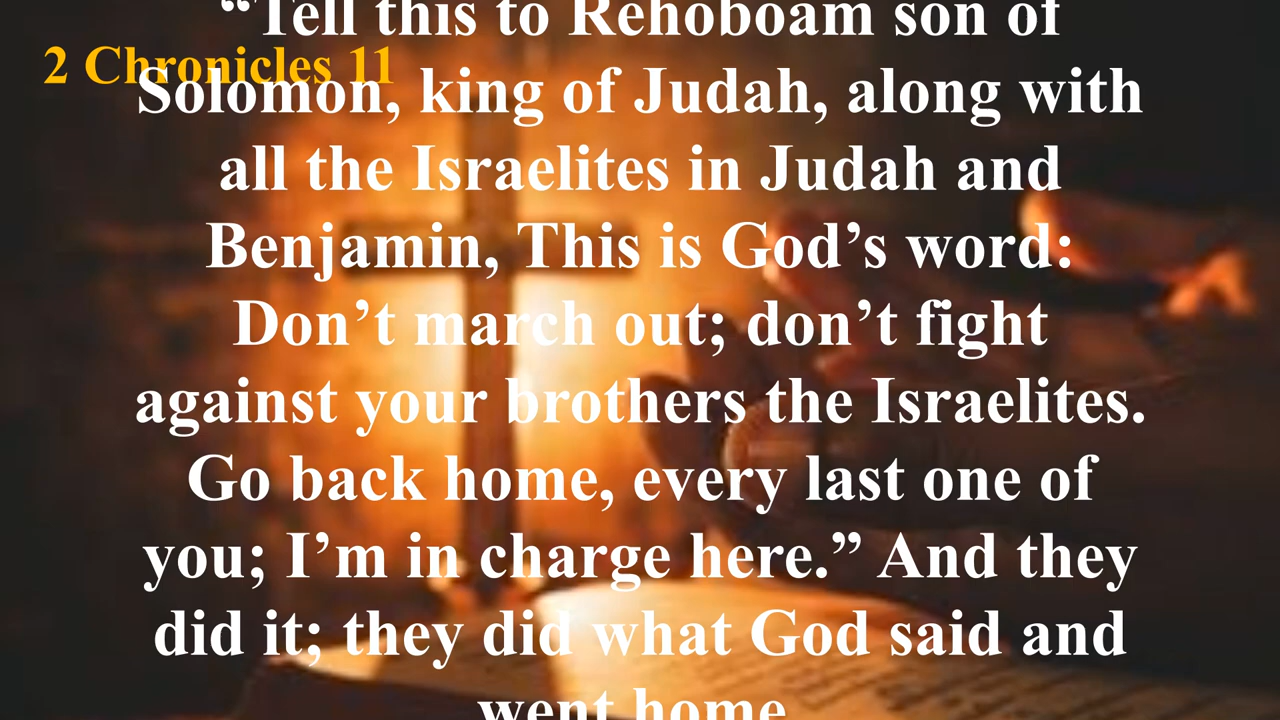 “Tell this to Rehoboam son of
2 Chronicles 11
Solomon, king of Judah, along with
all the Israelites in Judah and
Benjamin, This is God’s word:
Don’t march out; don’t fight
against your brothers the Israelites.
Go back home, every last one of
you; I’m in charge here.” And they
did it; they did what God said and
went home